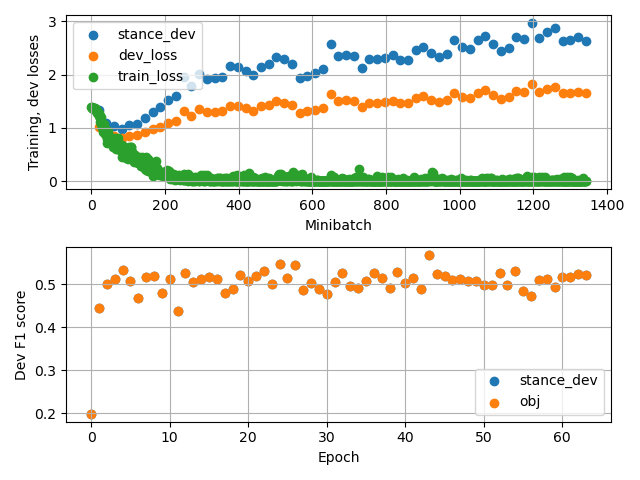 Training, dev losses
3
2
1
0
stance_dev
dev_loss
train_loss
0 200 400 600 800 1000 1200 1400
Minibatch
Dev F1 score
0.5
0.4
0.3
0.2
stance_dev
obj
0 10 20 30 40 50 60
Epoch